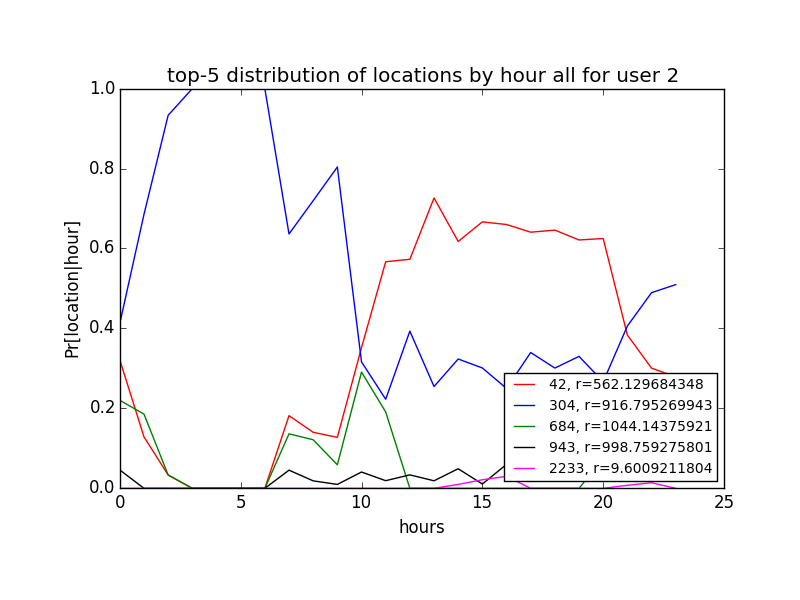 top-5 distribution of locations by hour all for user 2
1.0
0.8
0.6
0.4
0.2
0.0
Pr[location|hour]
42, r=562.129684348
304, r=916.795269943
684, r=1044.14375921
943, r=998.759275801
2233, r=9.6009211804
0 5 10 15 20 25
hours